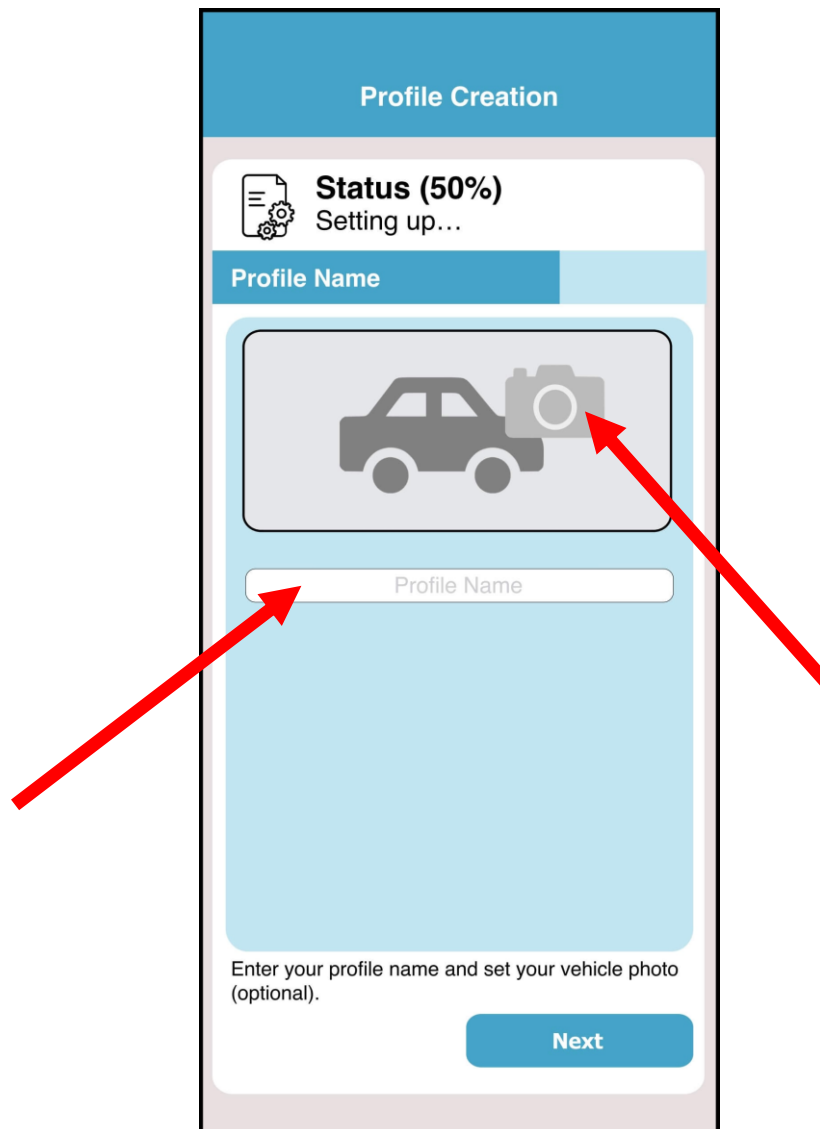 Profile Creation
Status (50%)
Setting up…
Profile Name
Profile Name
Enter your profile name and set your vehicle photo
(optional).
Next